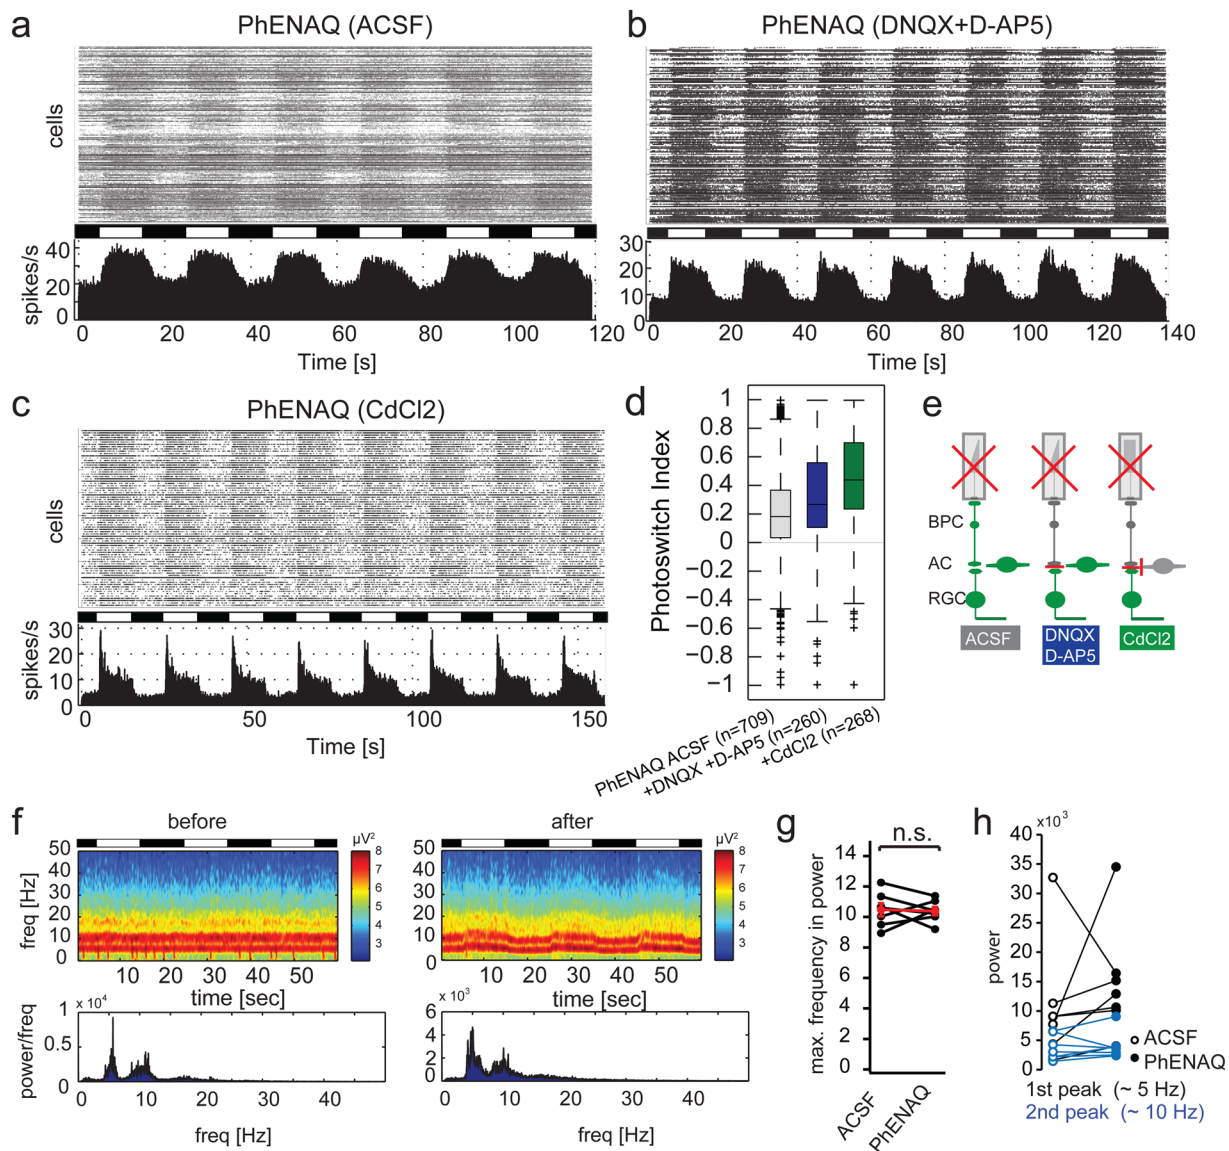 a
PhENAQ (ACSF)
cells
spikes/s
40
20
0
0 20 40 60 80 100 120
Time [s]
b
PhENAQ (DNQX+D-AP5)
30
20
10
0
0 20 40 60 80 100 120 140
Time [s]
c
PhENAQ (CdCl2)
cells
spikes/s
30
20
10
0
0 50 100 150
Time [s]
d
Photoswitch Index
1
0.8
0.6
0.4
0.2
0
−0.2
−0.4
−0.6
−0.8
−1
PhENAQ ACSF (n=709)
+DNQX +D-AP5 (n=260)
+CdCl2 (n=268)
e
BPC
AC
RGC
ACSF
DNQX
D-AP5
CdCl2
f
before
freq [Hz]
50
40
30
20
10
0
µV²
8
7
6
5
4
3
10 20 30 40 50
time [sec]
x 10⁴
power/freq
1
0.5
0
0 10 20 30 40
freq [Hz]
after
50
40
30
20
10
0
µV²
8
7
6
5
4
3
10 20 30 40 50
time [sec]
x 10³
6
4
2
0
0 10 20 30 40 50
freq [Hz]
g
n.s.
max. frequency in power
14
12
10
8
6
4
2
0
ACSF
PhENAQ
h
x10³
power
40
35
30
25
20
15
10
5
0
ACSF
PhENAQ
1st peak (~ 5 Hz)
2nd peak (~ 10 Hz)